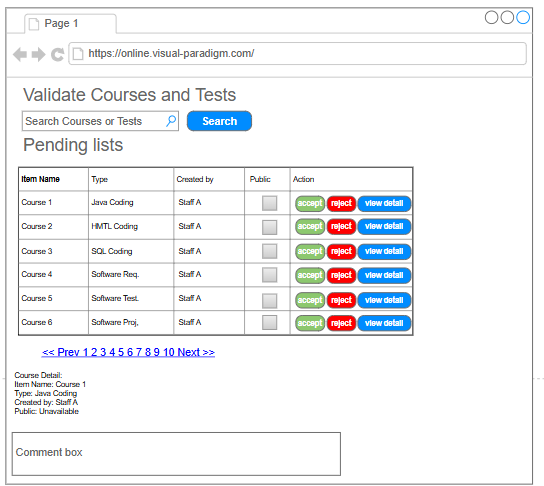 Page 1
https://online.visual-paradigm.com/
Validate Courses and Tests
Search Courses or Tests Search
Pending lists
Item Name Type Created by Public Action
Course 1 Java Coding Staff A accept reject view detail
Course 2 HMTL Coding Staff A accept reject view detail
Course 3 SQL Coding Staff A accept reject view detail
Course 4 Software Req. Staff A accept reject view detail
Course 5 Software Test. Staff A accept reject view detail
Course 6 Software Proj, Staff A accept reject view detail
<< Prev 1 2 3 4 5 6 7 8 9 10 Next >>
Course Detail:
Item Name: Course 1
Type: Java Coding
Created by: Staff A
Public: Unavailable
Comment box